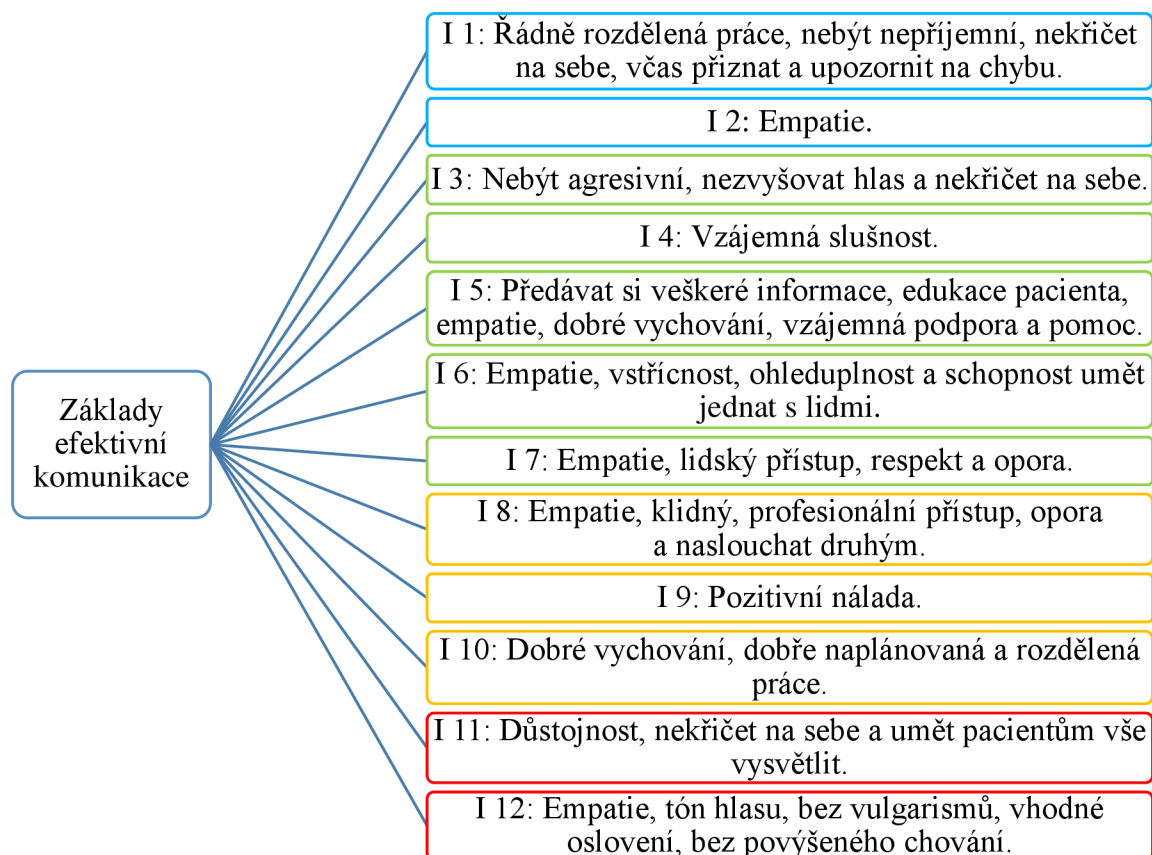 Základy
efektivní
komunikace
I 1: Řádně rozdělená práce, nebýt nepříjemní, nekřičet
na sebe, včas přiznat a upozornit na chybu.
I 2: Empatie.
I 3: Nebýt agresivní, nezvyšovat hlas a nekřičet na sebe.
I 4: Vzájemná slušnost.
I 5: Předávat si veškeré informace, edukace pacienta,
empatie, dobré vychování, vzájemná podpora a pomoc.
I 6: Empatie, vstřícnost, ohleduplnost a schopnost umět
jednat s lidmi.
I 7: Empatie, lidský přístup, respekt a opora.
I 8: Empatie, klidný, profesionální přístup, opora
a naslouchat druhým.
I 9: Pozitivní nálada.
I 10: Dobré vychování, dobře naplánovaná a rozdělená
práce.
I 11: Důstojnost, nekřičet na sebe a umět pacientům vše
vysvětlit.
I 12: Empatie, tón hlasu, bez vulgarismů, vhodné
oslovení, bez povýšeného chování.